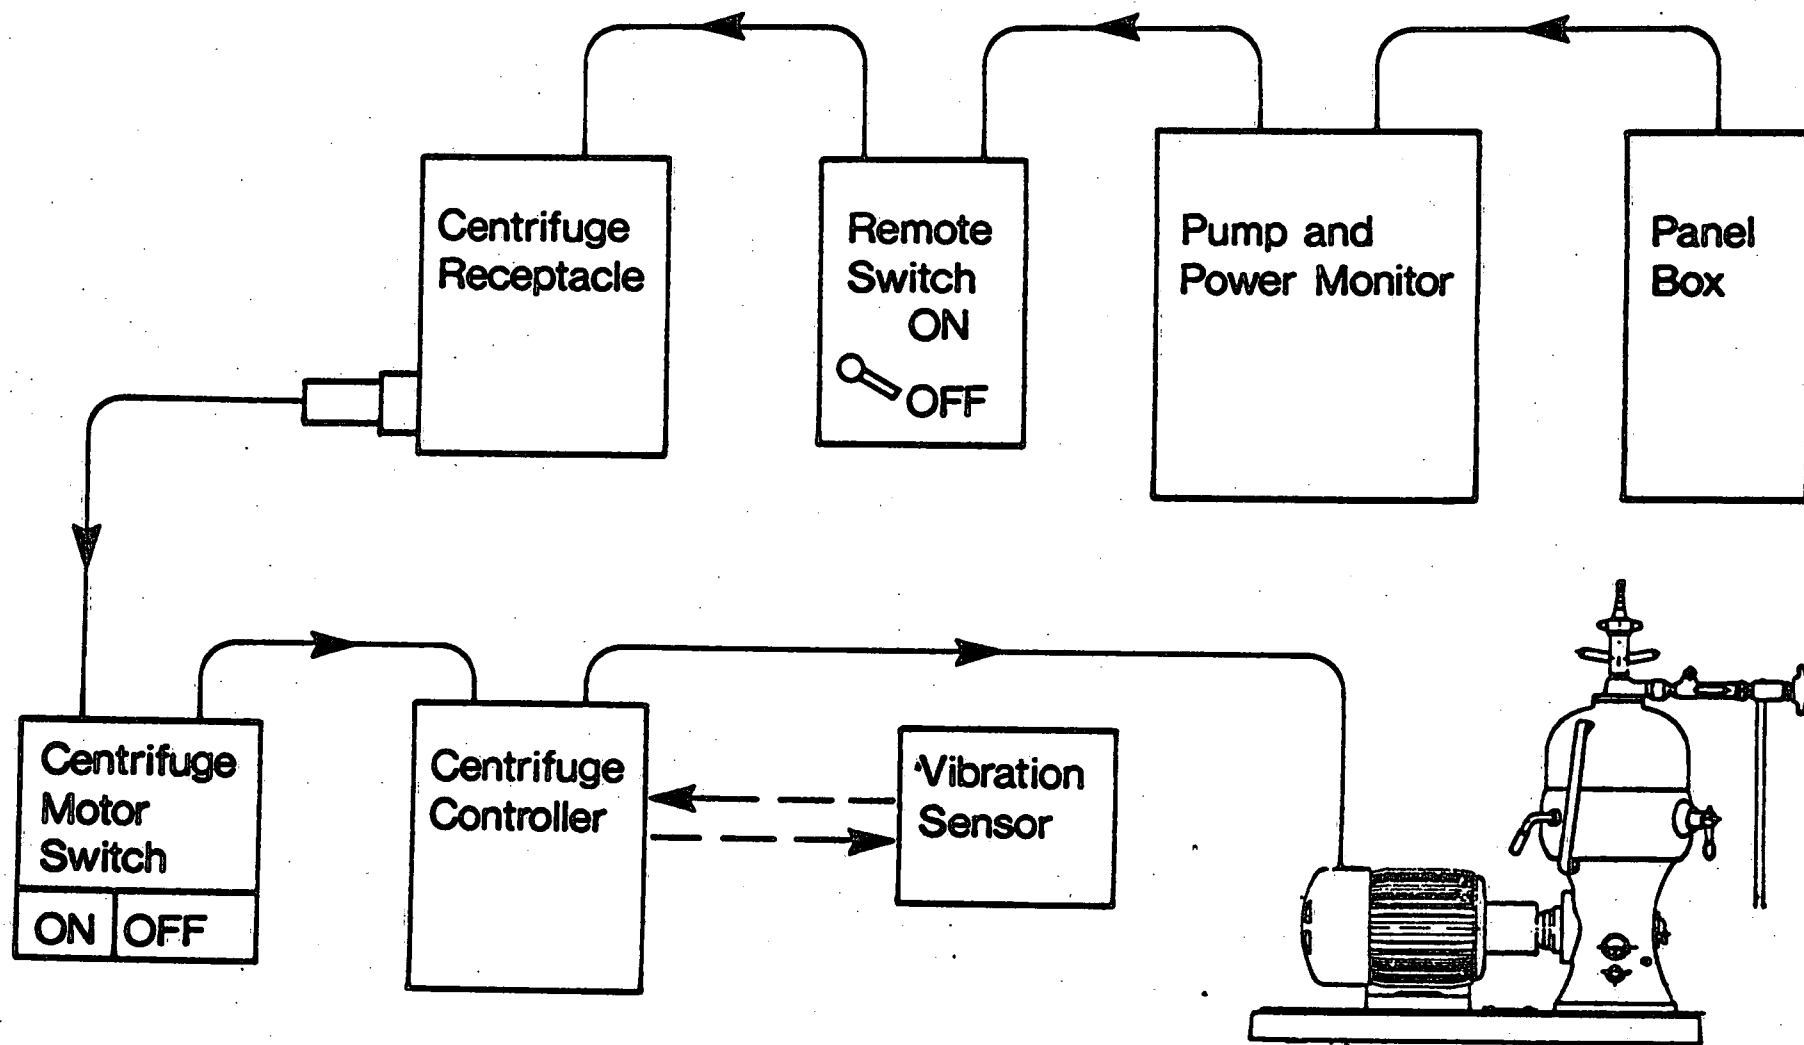 Centrifuge
Receptacle
Remote
Switch
ON
OFF
Pump and
Power Monitor
Panel
Box
Centrifuge
Motor
Switch
ON OFF
Centrifuge
Controller
Vibration
Sensor